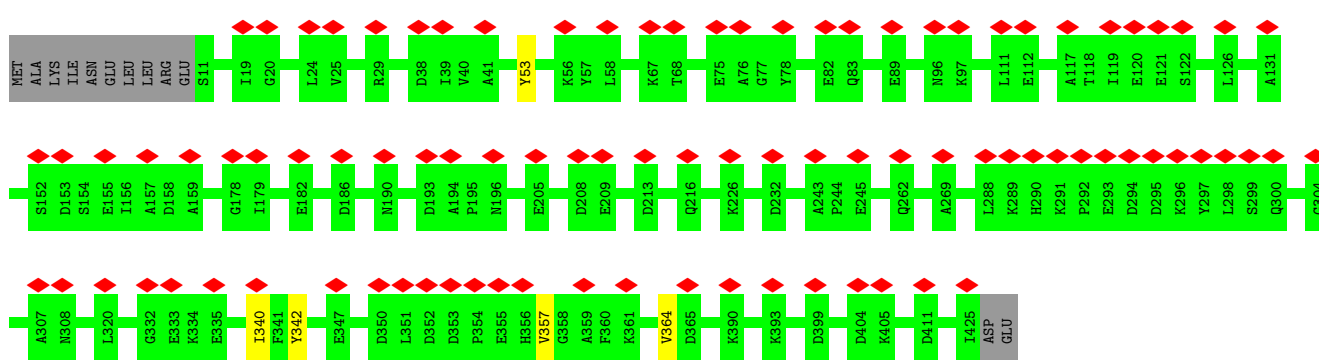 MET ALA LYS ILE ASN GLU LEU LEU ARG GLU S11 I19 G20 L24 V25 R29 D38 I39 V40 A41 Y53 K56 Y57 L58 K67 T68 E75 A76 G77 Y78 E82 Q83 E89 N96 K97 L111 E112 A117 T118 I119 E120 E121 S122 L126 A131
S152 D153 S154 E155 I156 A157 D158 A159 G178 I179 E182 D186 N190 D193 A194 P195 N196 E205 D208 E209 D213 Q216 K226 D232 A243 P244 E245 Q262 A269 L288 K289 H290 K291 P292 E293 D294 D295 K296 Y297 L298 S299 Q300
A307 N308 L320 G332 E333 K334 E335 I340 F341 Y342 E347 D350 L351 D352 D353 P354 E355 H356 V357 G358 A359 F360 K361 V364 D365 K390 K393 D399 D404 K405 D411 I425 ASP GLU